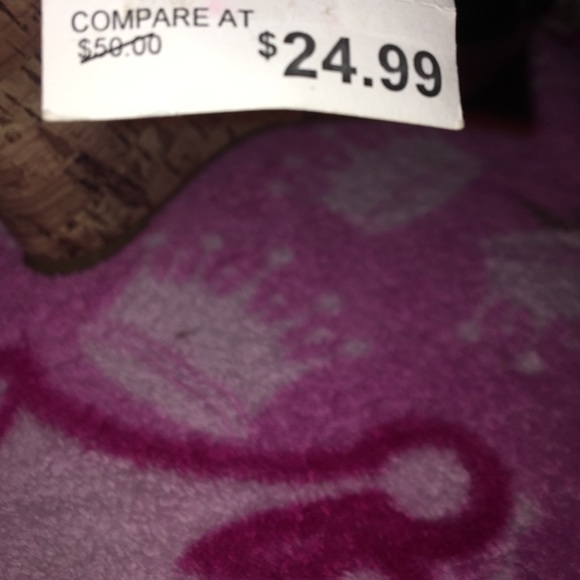 COMPARE AT
$50.00 $24.99